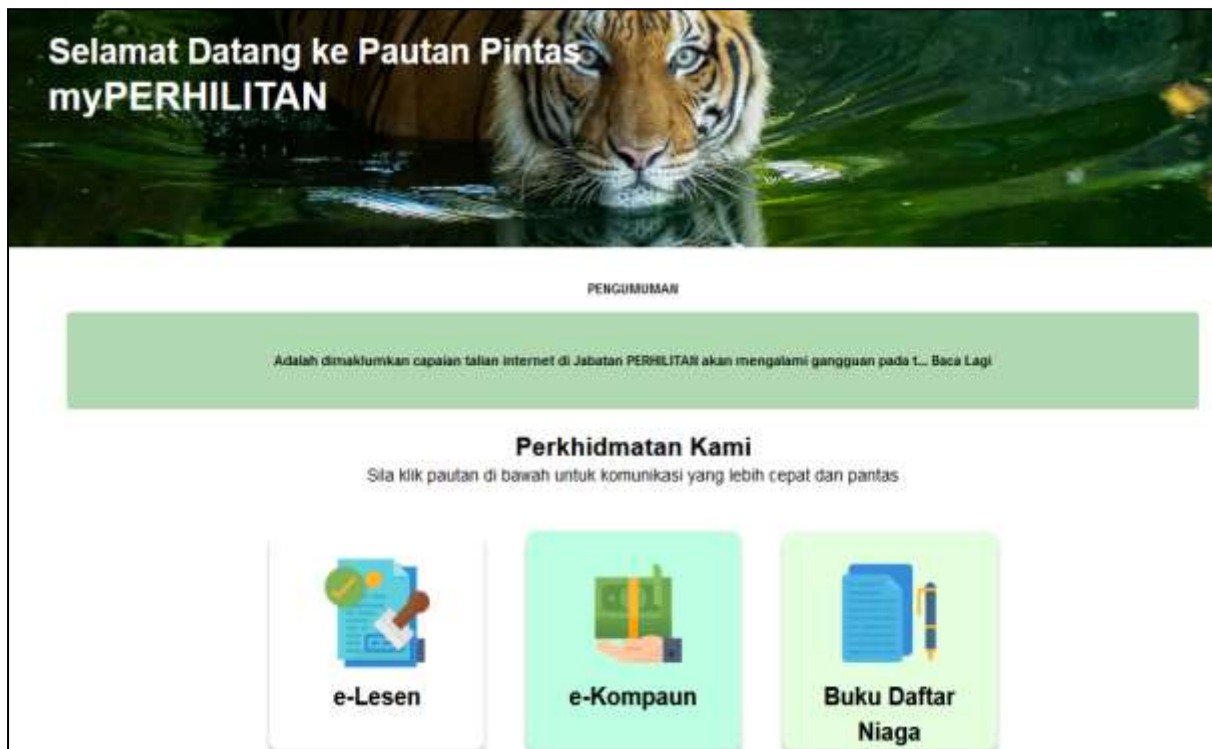 Selamat Datang ke Pautan Pintas
myPERHILITAN
PENGUMUMAN
Adalah dimaklumkan capaian talian internet di Jabatan PERHILITAN akan mengalami gangguan pada t... Baca Lagi
Perkhidmatan Kami
Sila klik pautan di bawah untuk komunikasi yang lebih cepat dan pantas
e-Lesen
e-Kompaun
Buku Daftar
Niaga